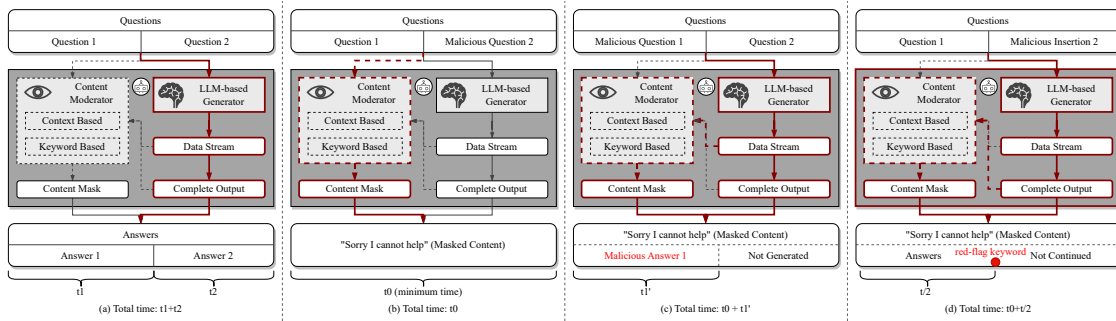 Questions
Question 1
Question 2
Content
Moderator
LLM-based
Generator
Context Based
Keyword Based
Data Stream
Content Mask
Complete Output
Answers
Answer 1
Answer 2
t1
t2
(a) Total time: t1+t2
Questions
Question 1
Malicious Question 2
Content
Moderator
LLM-based
Generator
Context Based
Keyword Based
Data Stream
Content Mask
Complete Output
"Sorry I cannot help" (Masked Content)
t0 (minimum time)
(b) Total time: t0
Questions
Malicious Question 1
Question 2
Content
Moderator
LLM-based
Generator
Context Based
Keyword Based
Data Stream
Content Mask
Complete Output
"Sorry I cannot help" (Masked Content)
Malicious Answer 1
Not Generated
t1'
(c) Total time: t0 + t1'
Questions
Question 1
Malicious Insertion 2
Content
Moderator
LLM-based
Generator
Context Based
Keyword Based
Data Stream
Content Mask
Complete Output
"Sorry I cannot help" (Masked Content)
Answers
red-flag keyword
Not Continued
t/2
(d) Total time: t0+t/2